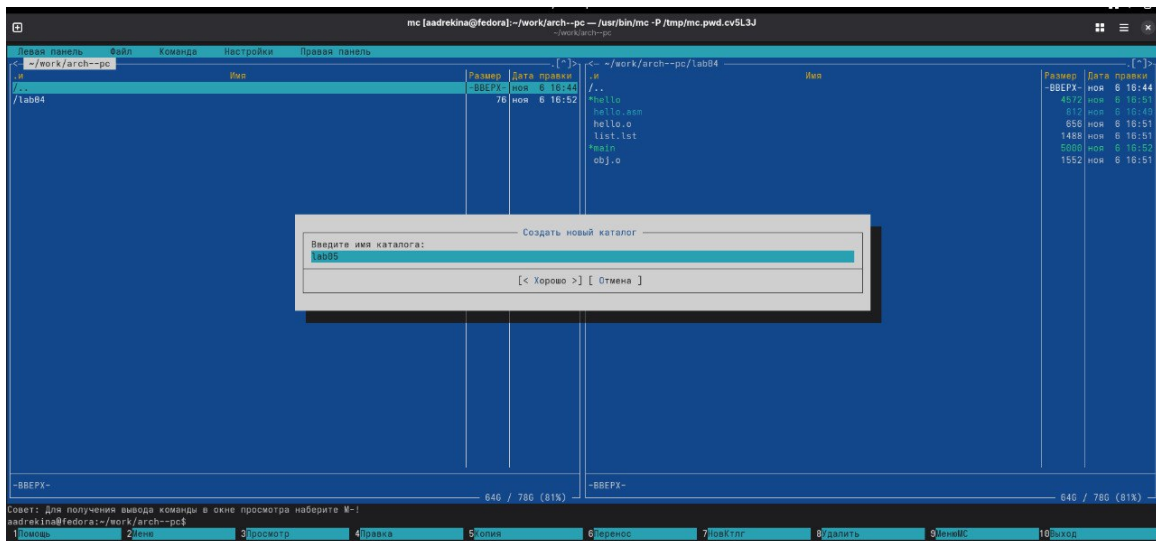 mc [aadrekina@fedora]:~/work/arch--pc — /usr/bin/mc -P /tmp/mc.pwd.cv5L3J
~/work/arch--pc
Левая панель Файл Команда Настройки Правая панель
<- ~/work/arch--pc .[^]>
.и Имя Размер Дата правки
/.. -ВВЕРХ- ноя 6 16:44
/lab04 76 ноя 6 16:52
-ВВЕРХ-
64G / 78G (81%)
<- ~/work/arch--pc/lab04 .[^]>
.и Имя Размер Дата правки
/.. -ВВЕРХ- ноя 6 16:44
*hello 4572 ноя 6 16:51
hello.asm 612 ноя 6 16:49
hello.o 656 ноя 6 16:51
list.lst 1488 ноя 6 16:51
*main 5000 ноя 6 16:52
obj.o 1552 ноя 6 16:51
-ВВЕРХ-
64G / 78G (81%)
Создать новый каталог
Введите имя каталога:
lab05
[< Хорошо >] [ Отмена ]
Совет: Для получения вывода команды в окне просмотра наберите M-!
aadrekina@fedora:~/work/arch--pc$
1Помощь 2Меню 3Просмотр 4Правка 5Копия 6Перенос 7НовКтлг 8Удалить 9МенюMC 10Выход